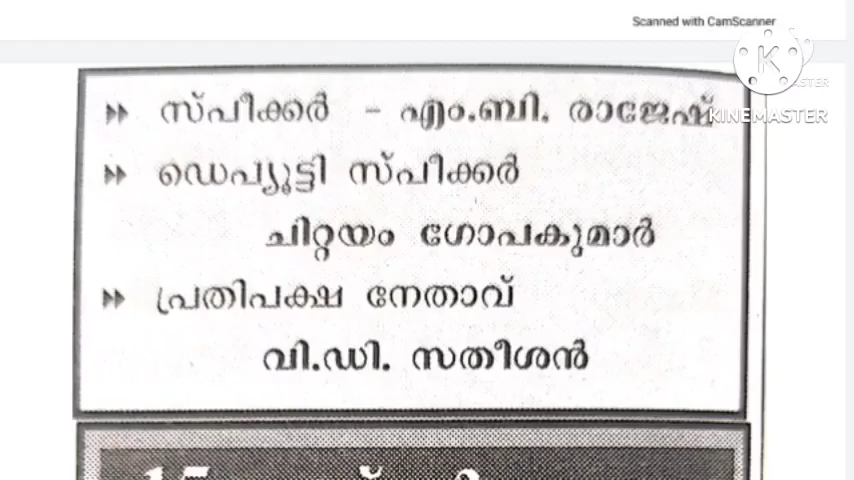 Scanned with CamScanner
K
KINEMASTER
▸▸ സ്പീക്കർ - എം.ബി. രാജേഷ്
▸▸ ഡെപ്യൂട്ടി സ്പീക്കർ
ചിറ്റയം ഗോപകുമാർ
▸▸ പ്രതിപക്ഷ നേതാവ്
വി.ഡി. സതീശൻ